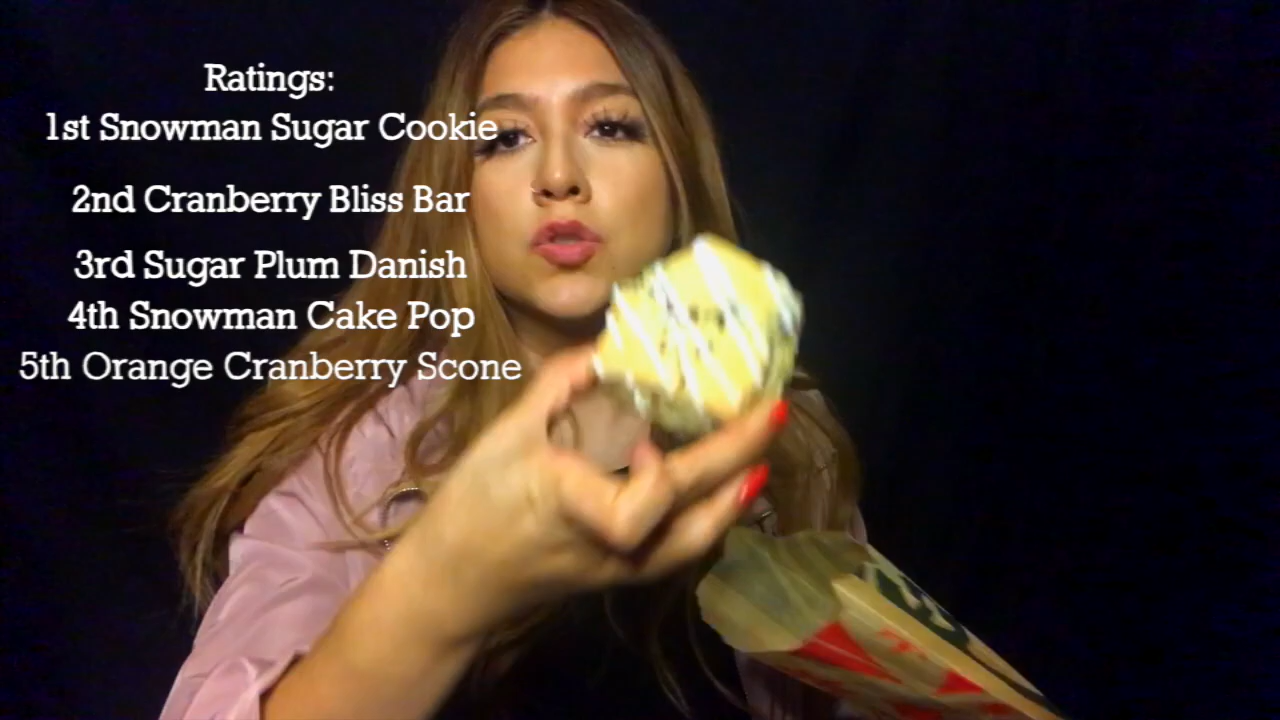 Ratings:
1st Snowman Sugar Cookie
2nd Cranberry Bliss Bar
3rd Sugar Plum Danish
4th Snowman Cake Pop
5th Orange Cranberry Scone